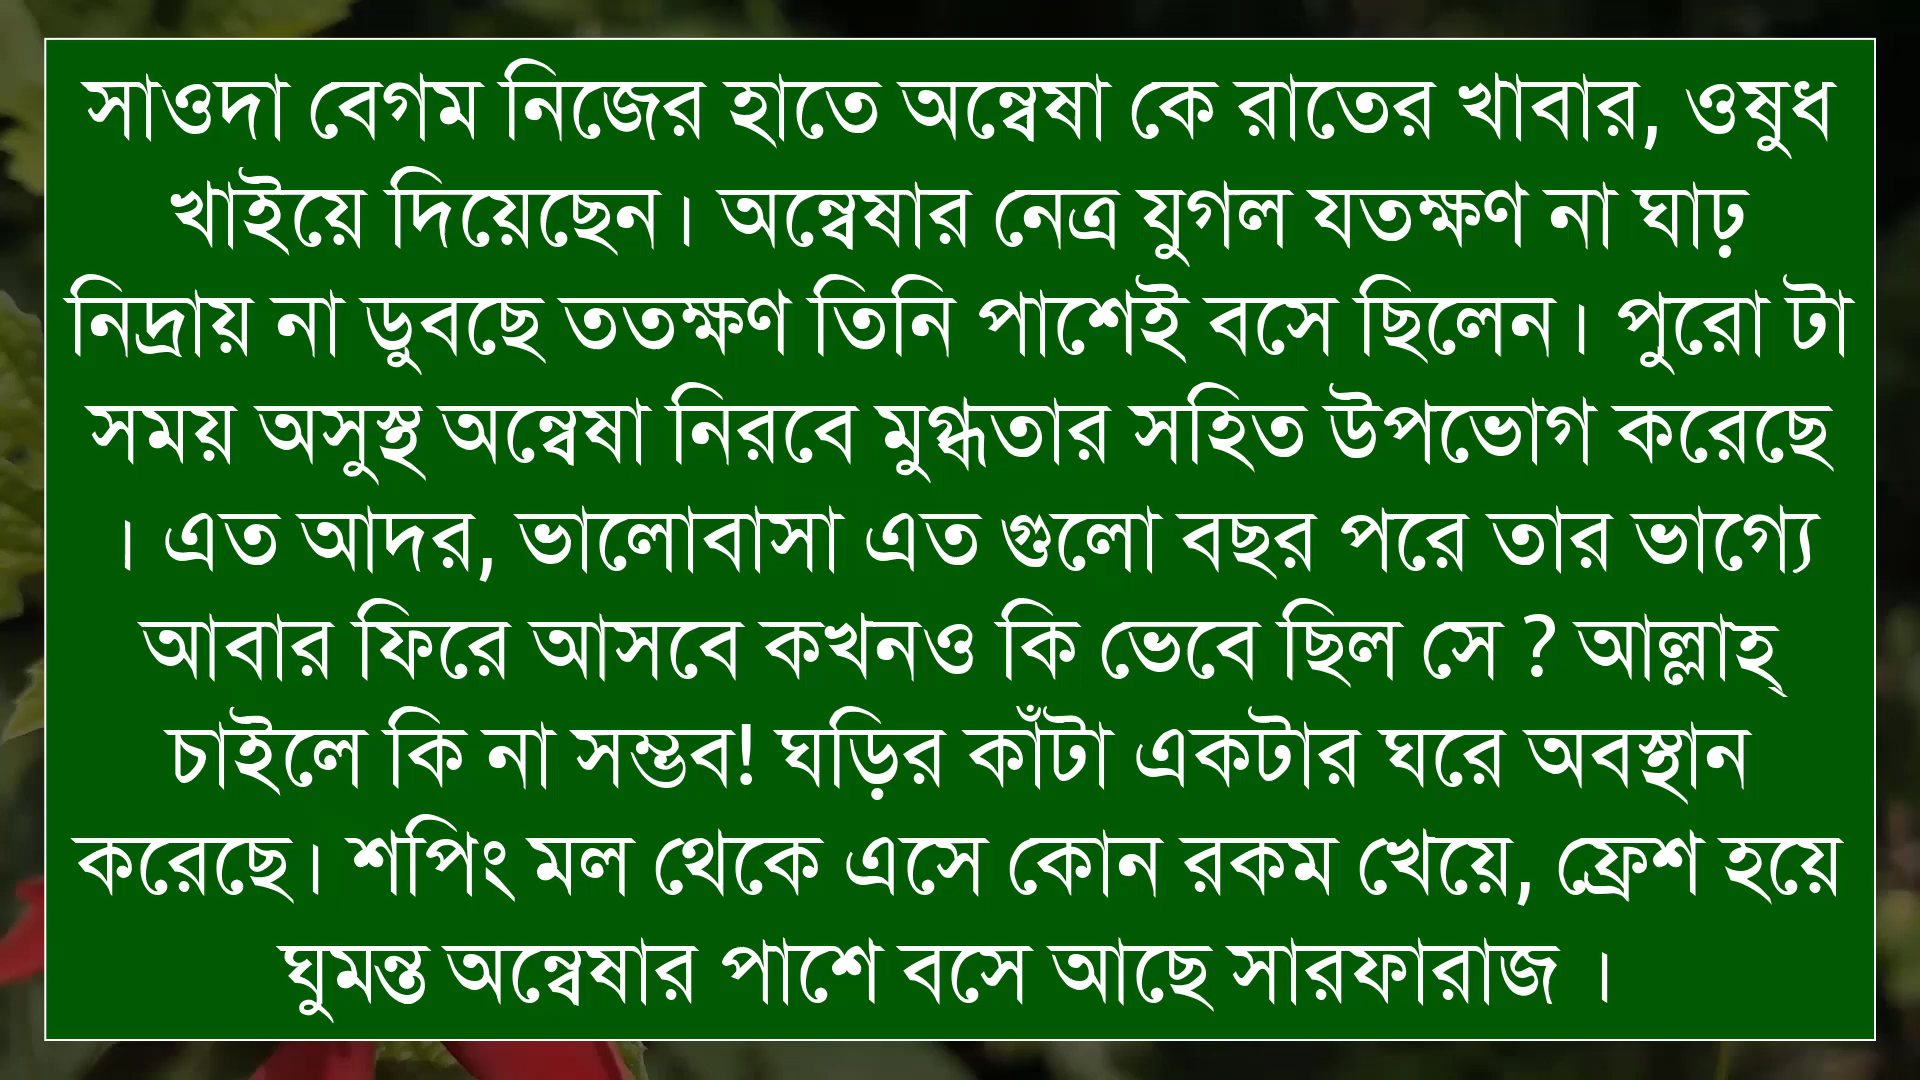 সাওদা বেগম নিজের হাতে অন্বেষা কে রাতের খাবার, ওষুধ
খাইয়ে দিয়েছেন। অন্বেষার নেত্র যুগল যতক্ষণ না ঘাঢ়
নিদ্রায় না ডুবছে ততক্ষণ তিনি পাশেই বসে ছিলেন। পুরো টা
সময় অসুস্থ অন্বেষা নিরবে মুগ্ধতার সহিত উপভোগ করেছে
। এত আদর, ভালোবাসা এত গুলো বছর পরে তার ভাগ্যে
আবার ফিরে আসবে কখনও কি ভেবে ছিল সে ? আল্লাহ্
চাইলে কি না সম্ভব! ঘড়ির কাঁটা একটার ঘরে অবস্থান
করেছে। শপিং মল থেকে এসে কোন রকম খেয়ে, ফ্রেশ হয়ে
ঘুমন্ত অন্বেষার পাশে বসে আছে সারফারাজ ।